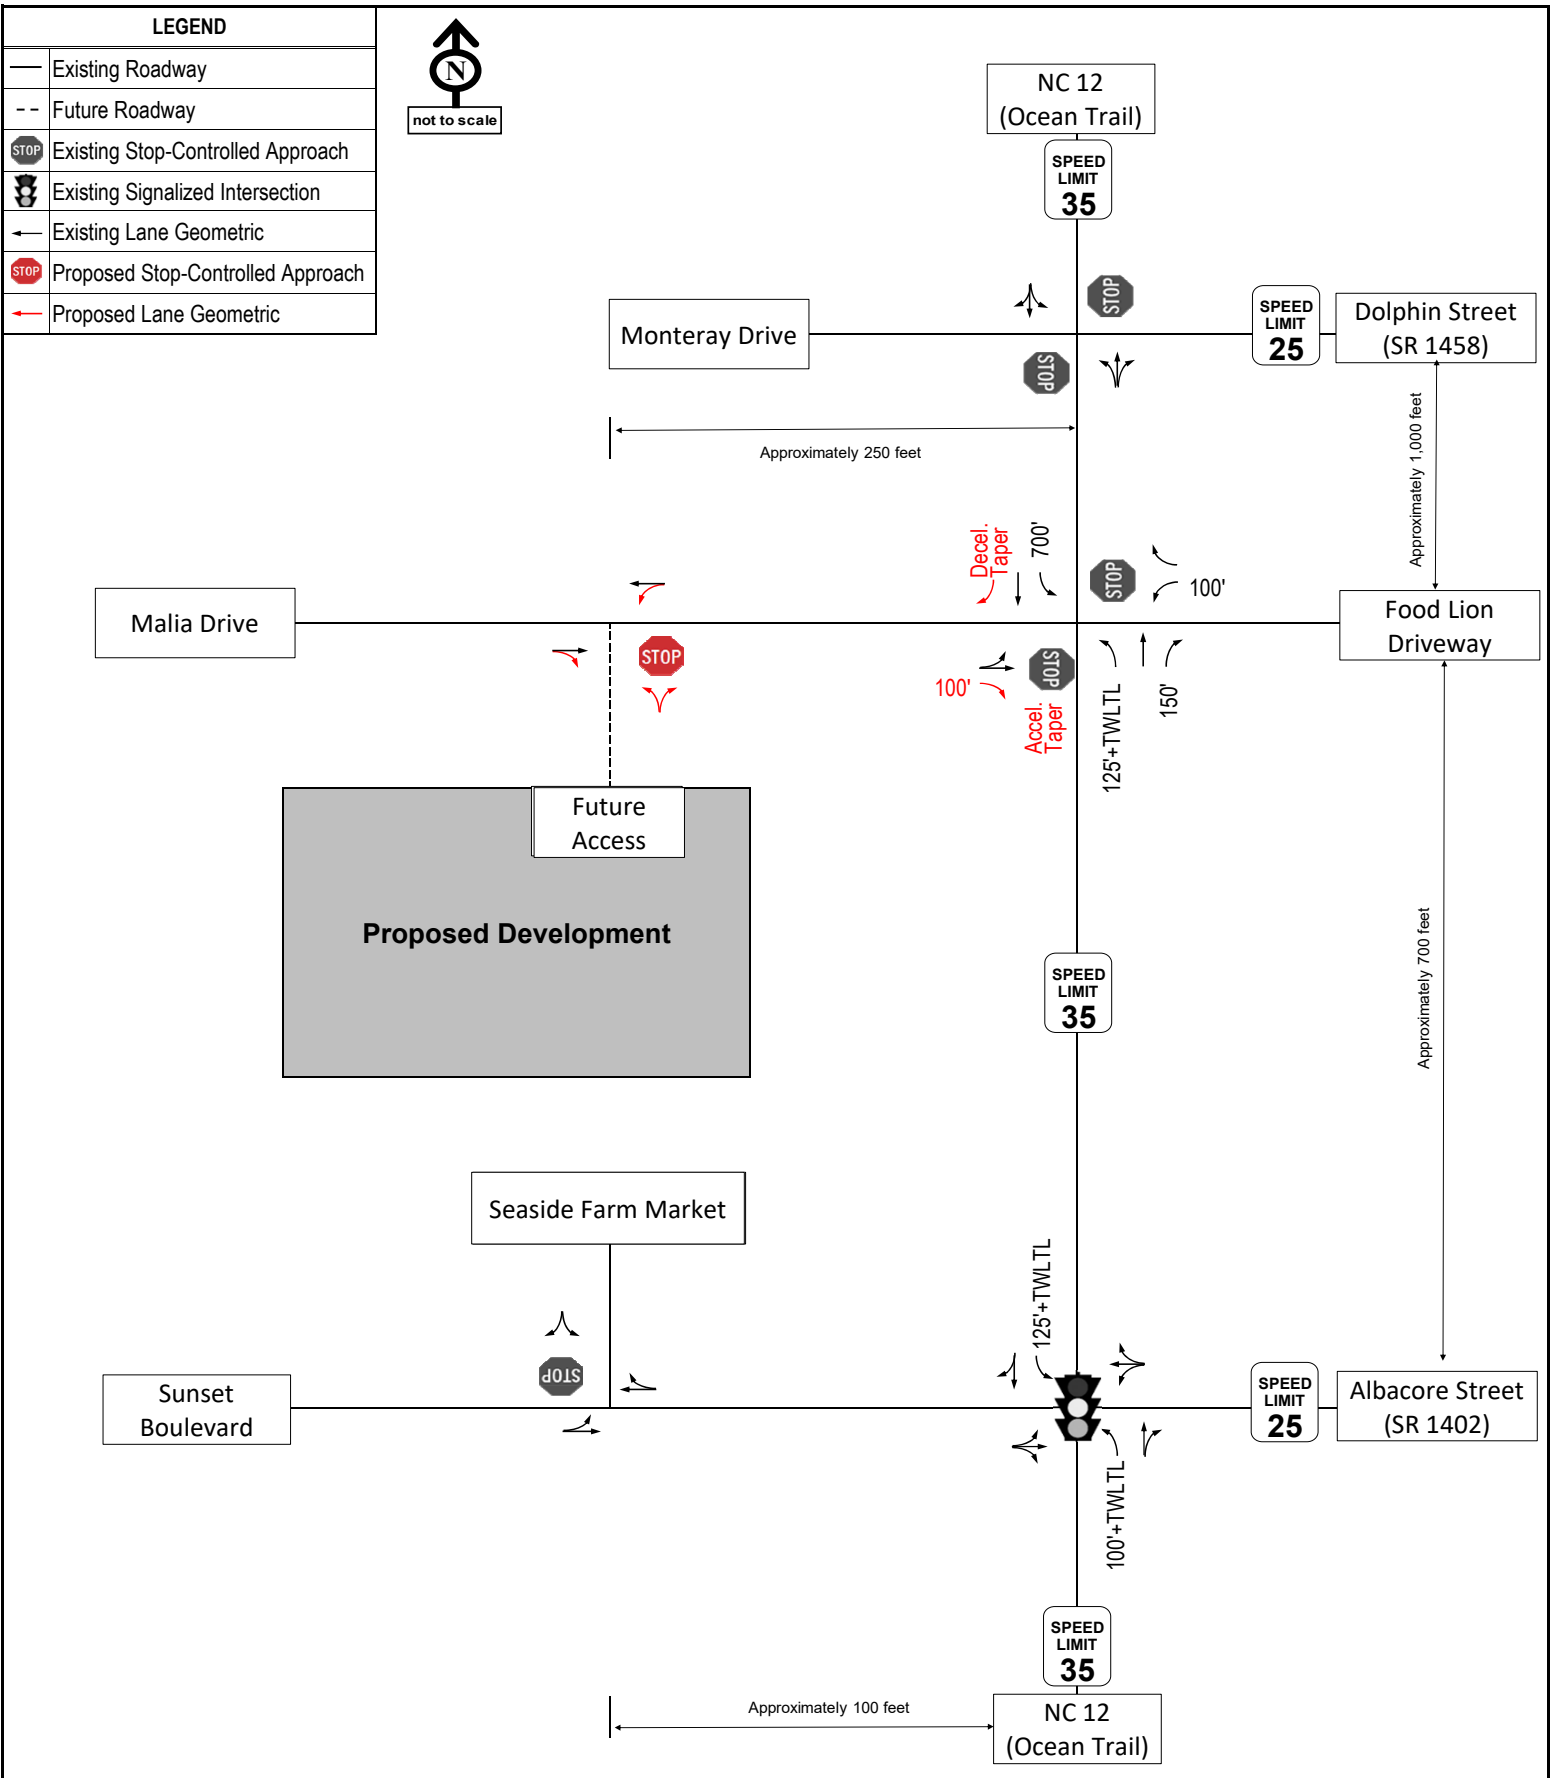 LEGEND
Existing Roadway
Future Roadway
STOP
Existing Stop-Controlled Approach
Existing Signalized Intersection
Existing Lane Geometric
STOP
Proposed Stop-Controlled Approach
Proposed Lane Geometric
N
not to scale
NC 12
(Ocean Trail)
SPEED
LIMIT
35
STOP
Monteray Drive
SPEED
LIMIT
25
Dolphin Street
(SR 1458)
STOP
Approximately 250 feet
Approximately 1,000 feet
Decel.
Taper
700'
STOP
100'
Malia Drive
Food Lion
Driveway
STOP
100'
STOP
Accel.
Taper
125'+TWLTL
150'
Future
Access
Proposed Development
SPEED
LIMIT
35
Approximately 700 feet
Seaside Farm Market
125'+TWLTL
STOP
Sunset
Boulevard
SPEED
LIMIT
25
Albacore Street
(SR 1402)
100'+TWLTL
SPEED
LIMIT
35
Approximately 100 feet
NC 12
(Ocean Trail)